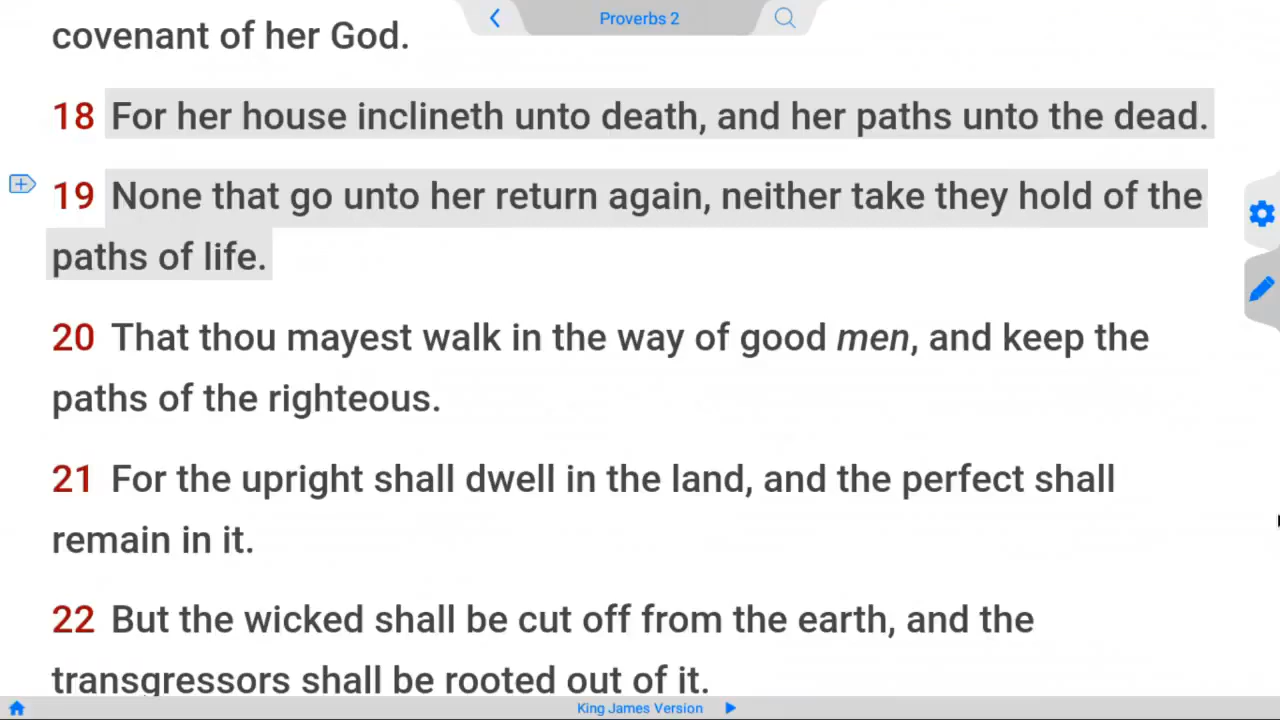 Proverbs 2
covenant of her God.
18 For her house inclineth unto death, and her paths unto the dead.
19 None that go unto her return again, neither take they hold of the
paths of life.
20 That thou mayest walk in the way of good men, and keep the
paths of the righteous.
21 For the upright shall dwell in the land, and the perfect shall
remain in it.
22 But the wicked shall be cut off from the earth, and the
transgressors shall be rooted out of it.
King James Version